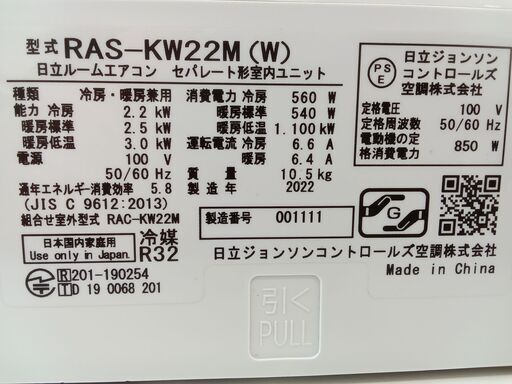 型式 RAS-KW22M (W)
日立ルームエアコン セパレート形室内ユニット
種類 冷房・暖房兼用
能力 冷房 2.2 kW
暖房標準 2.5 kW
暖房低温 3.0 kW
電源 100 V
50/60 Hz
通年エネルギー消費効率 5.8
(JIS C 9612:2013)
組合せ室外型式 RAC-KW22M
消費電力 冷房 560 W
暖房標準 540 W
暖房低温 1.100 kW
運転電流 冷房 6.6 A
暖房 6.4 A
質量 10.5kg
製造年 2022
製造番号 001111
PS
E
日立ジョンソン
コントロールズ
空調株式会社
定格電圧 100 V
定格周波数 50/60 Hz
電動機の定
格消費電力 850 W
G
日本国内家庭用
Use only in Japan
冷媒
R32
R 201-190254
T D 19 0068 201
日立ジョンソンコントロールズ空調株式会社
Made in China
引く
PULL